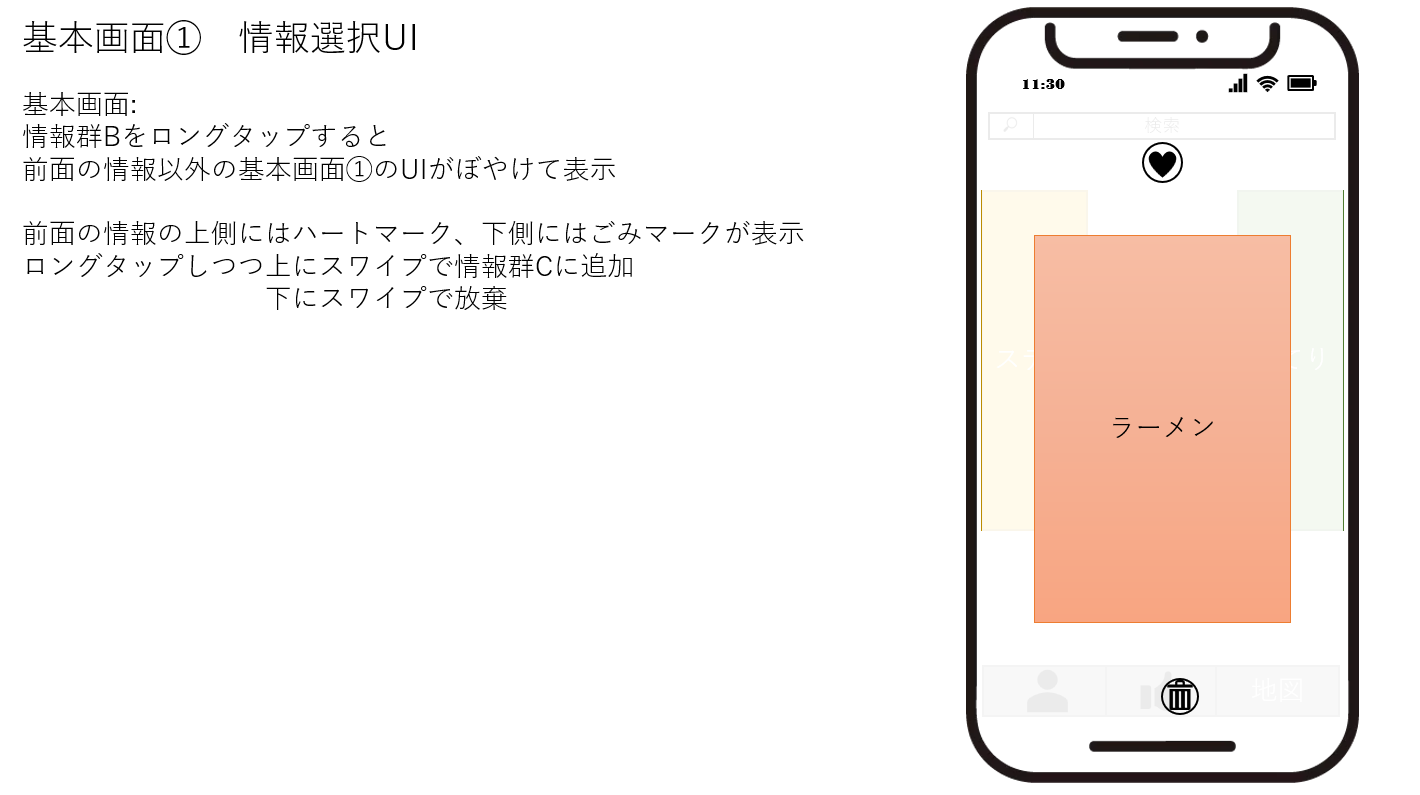 基本画面①　情報選択UI
基本画面:
情報群Bをロングタップすると
前面の情報以外の基本画面①のUIがぼやけて表示
前面の情報の上側にはハートマーク、下側にはごみマークが表示
ロングタップしつつ上にスワイプで情報群Cに追加
下にスワイプで放棄
11:30
検索
ラーメン
地図